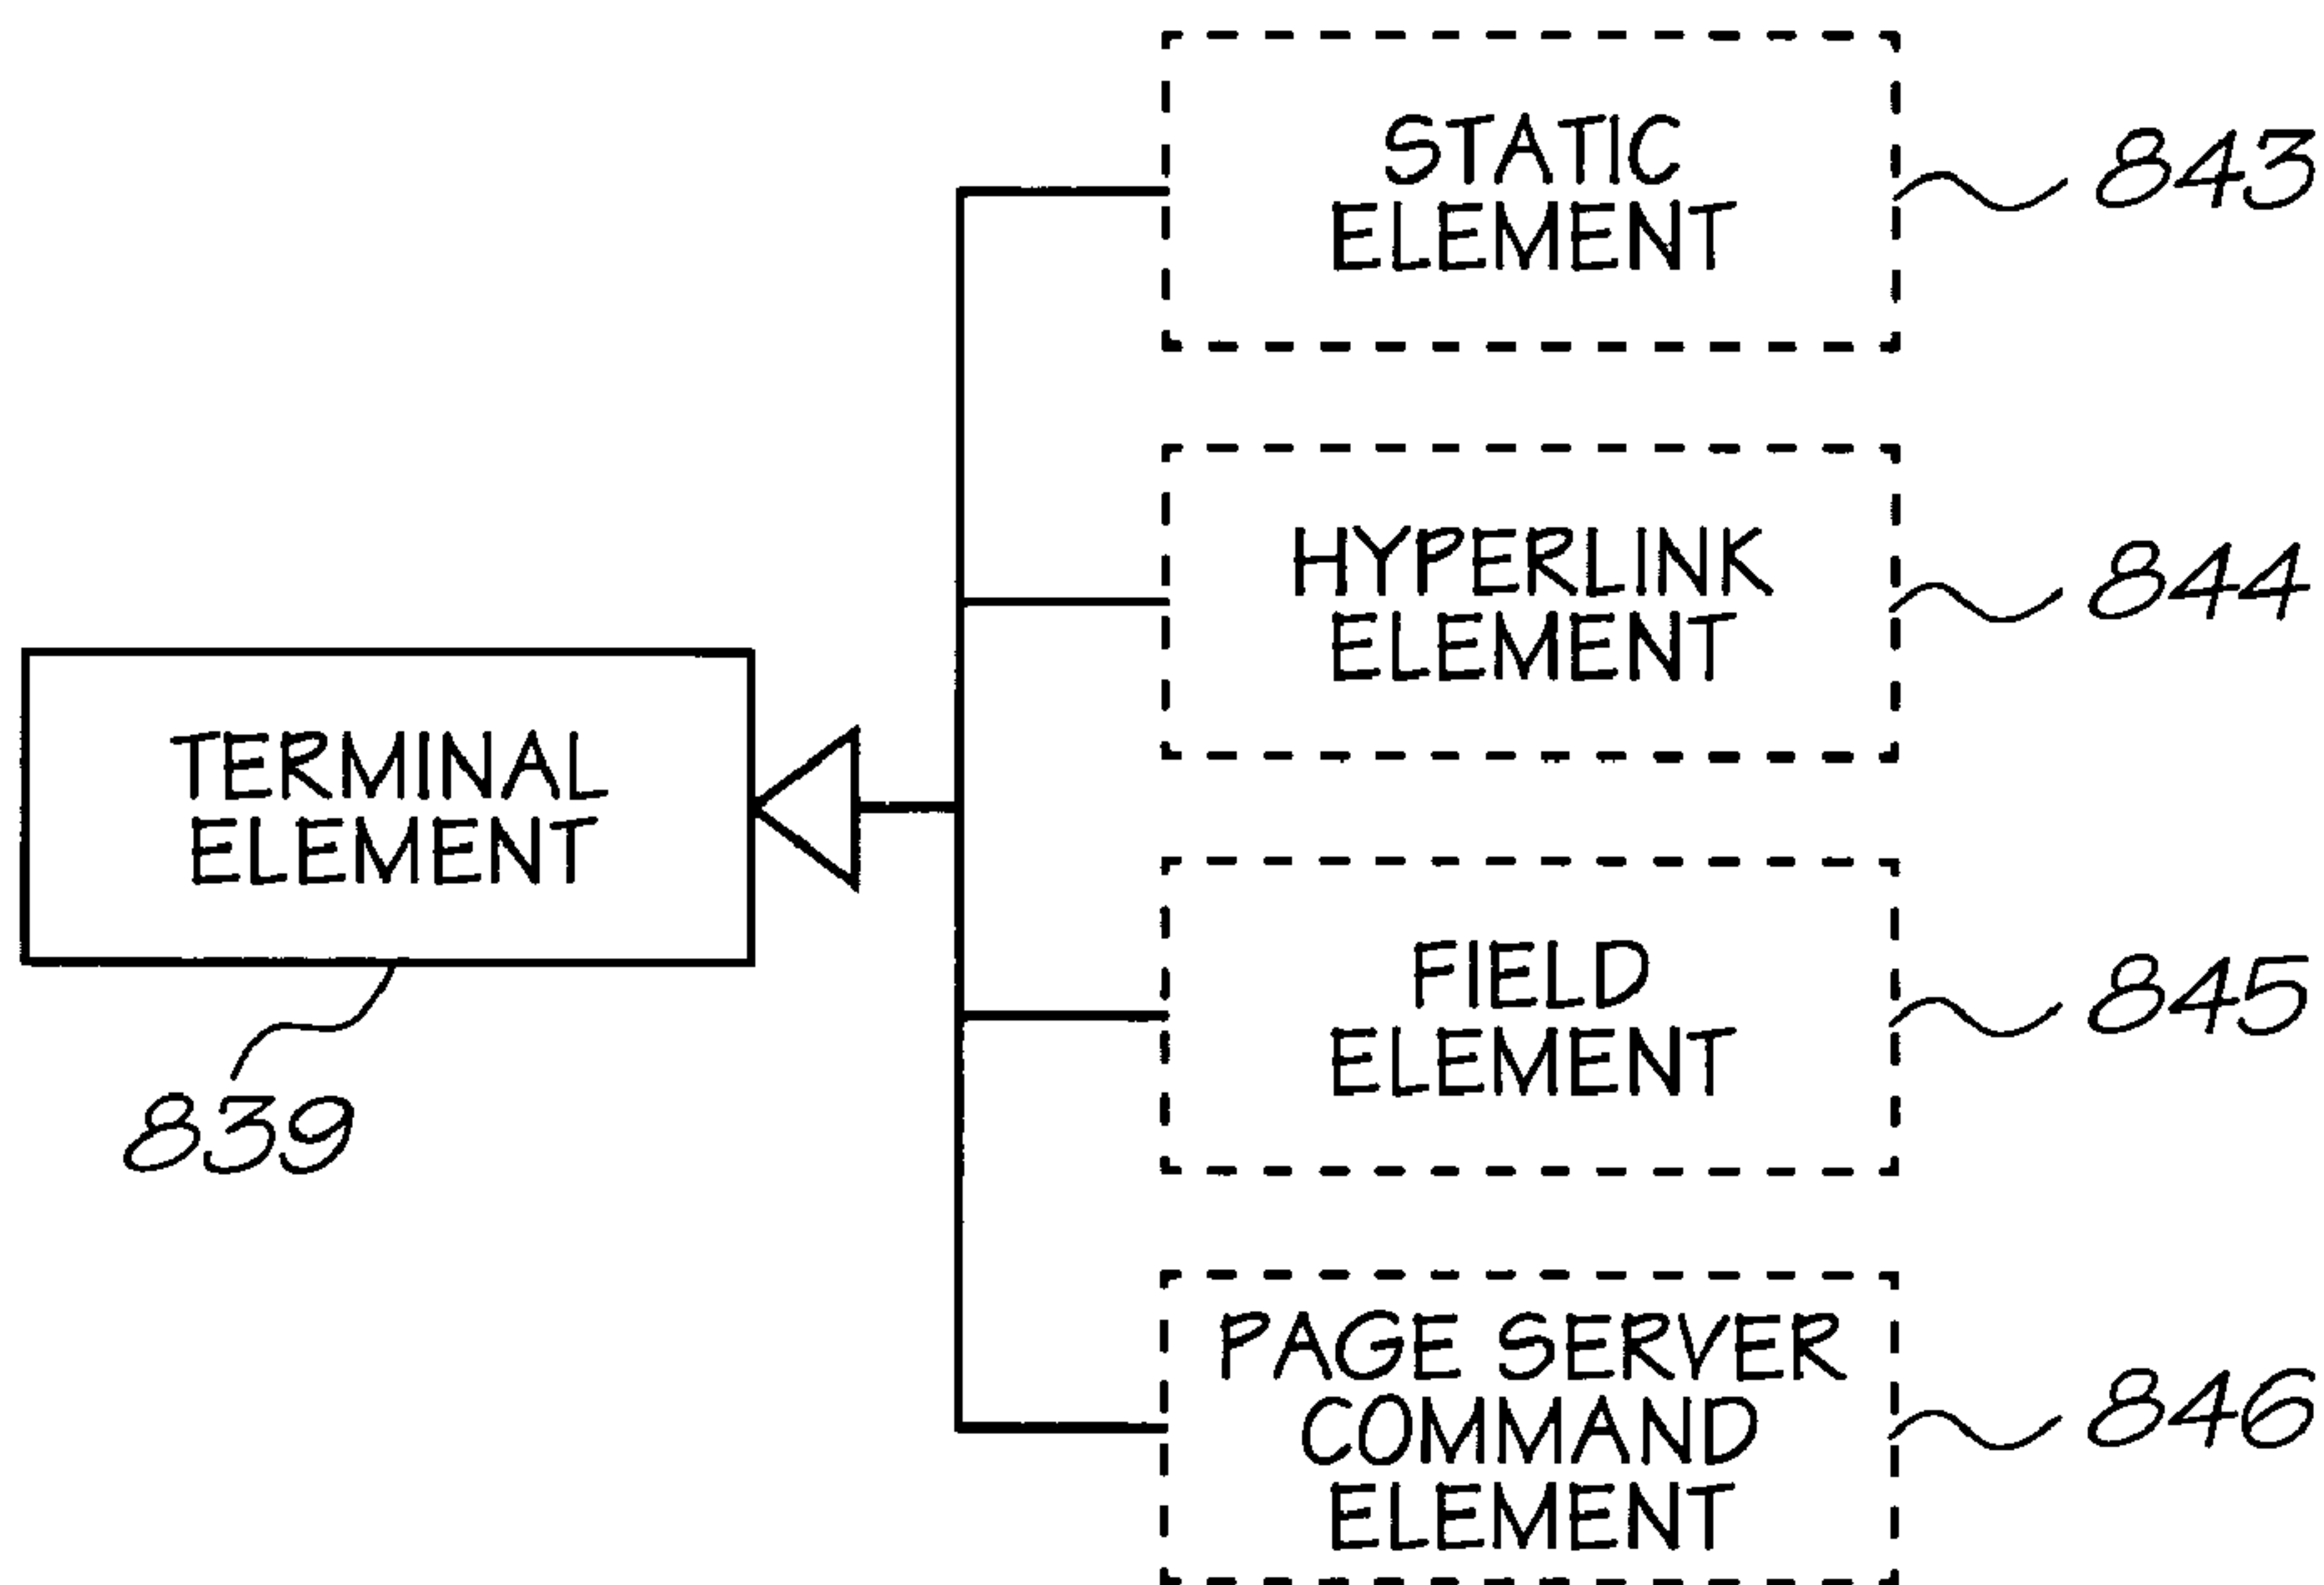 STATIC
ELEMENT
843
HYPERLINK
ELEMENT
844
TERMINAL
ELEMENT
839
FIELD
ELEMENT
845
PAGE SERVER
COMMAND
ELEMENT
846